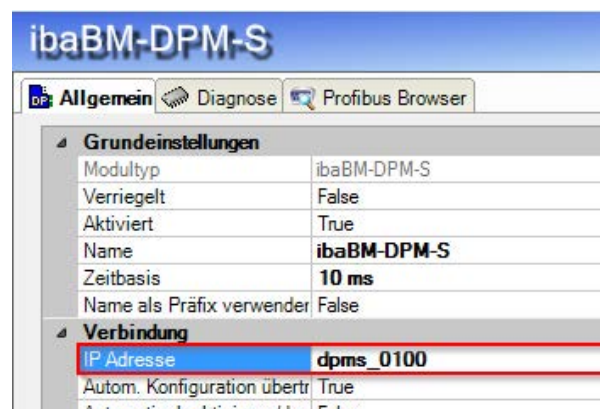 ibaBM-DPM-S
DP Allgemein Diagnose Profibus Browser
Grundeinstellungen
Modultyp ibaBM-DPM-S
Verriegelt False
Aktiviert True
Name ibaBM-DPM-S
Zeitbasis 10 ms
Name als Präfix verwender False
Verbindung
IP Adresse dpms_0100
Autom. Konfiguration übertr True